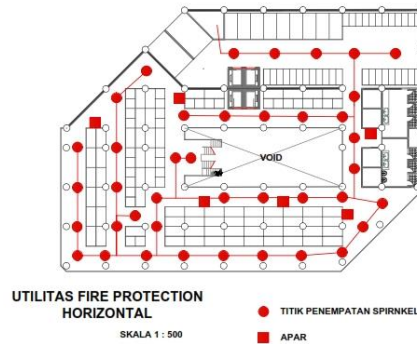 VOID
UTILITAS FIRE PROTECTION
HORIZONTAL
SKALA 1 : 500
TITIK PENEMPATAN SPIRNKEL
APAR